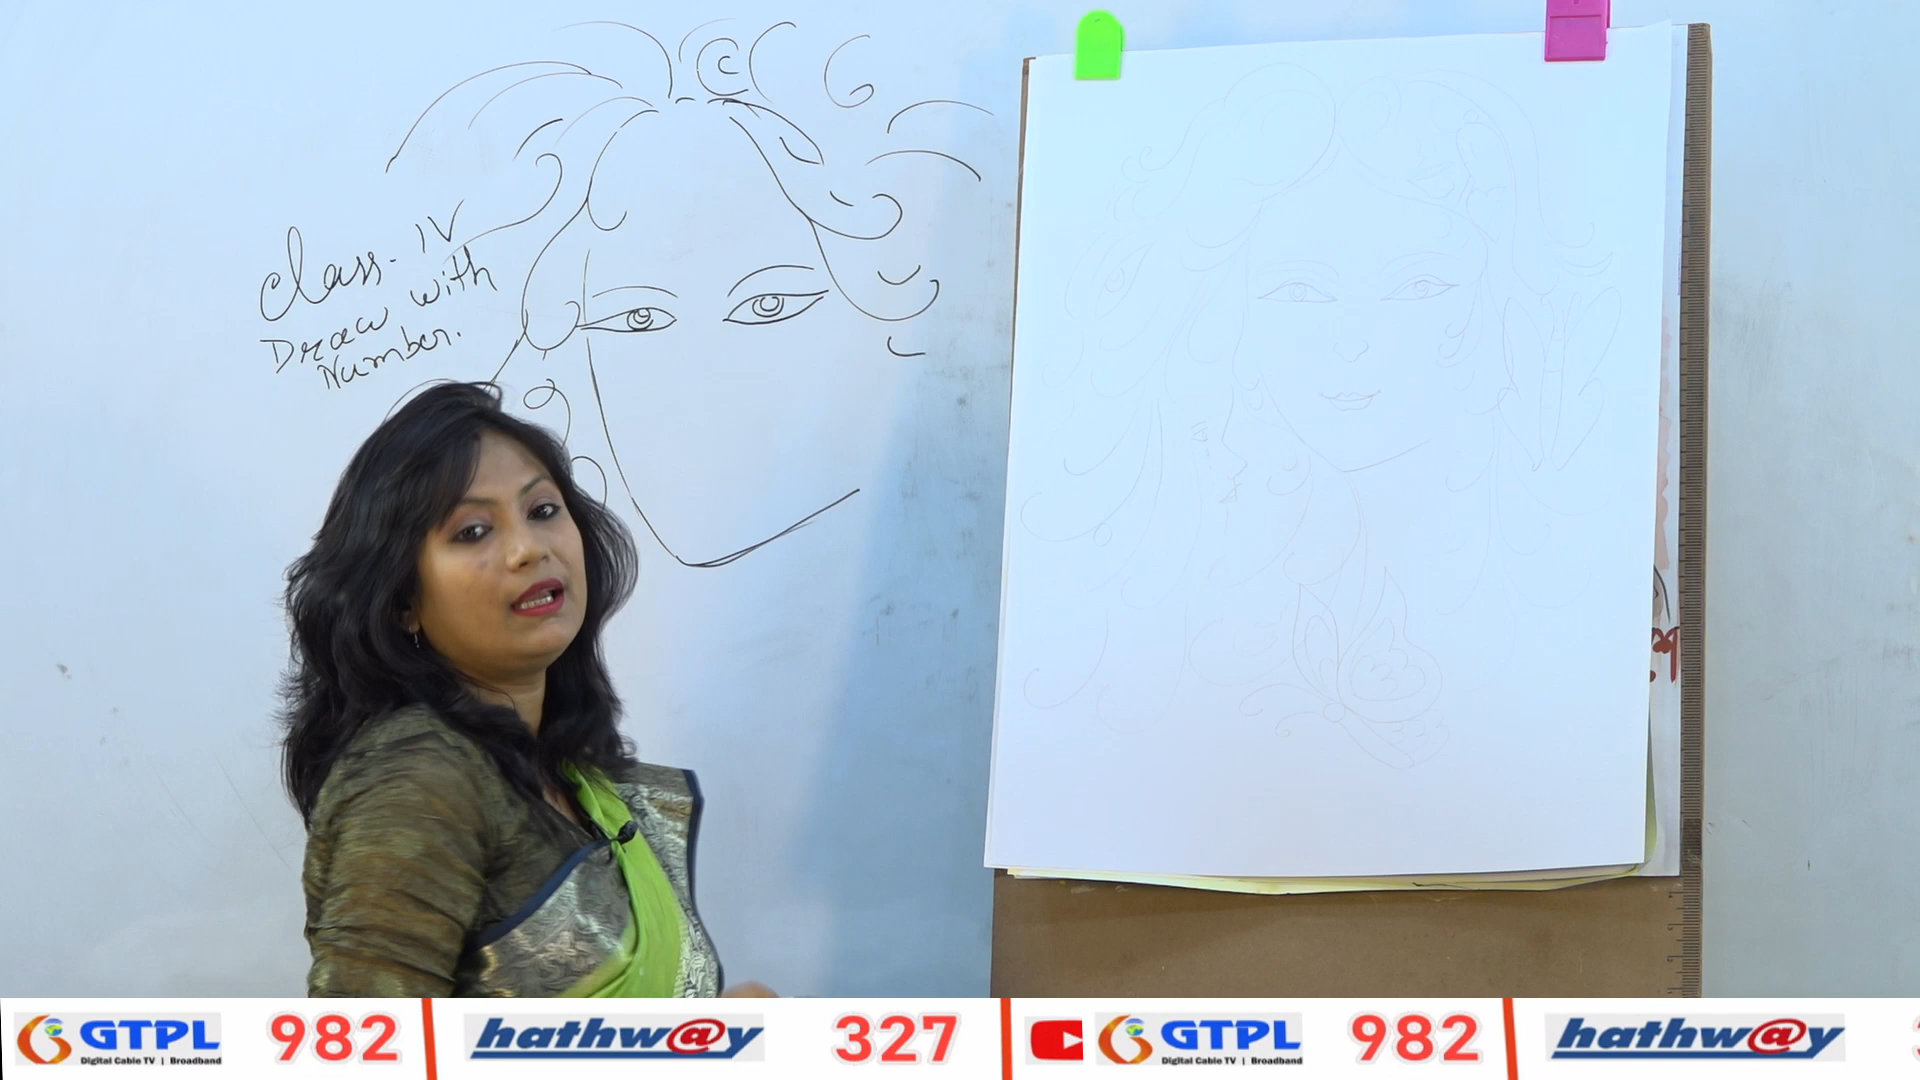 Class - IV
Draw with
Number.
GTPL
Digital Cable TV | Broadband
982
hathw@y
327
GTPL
Digital Cable TV | Broadband
982
hathw@y